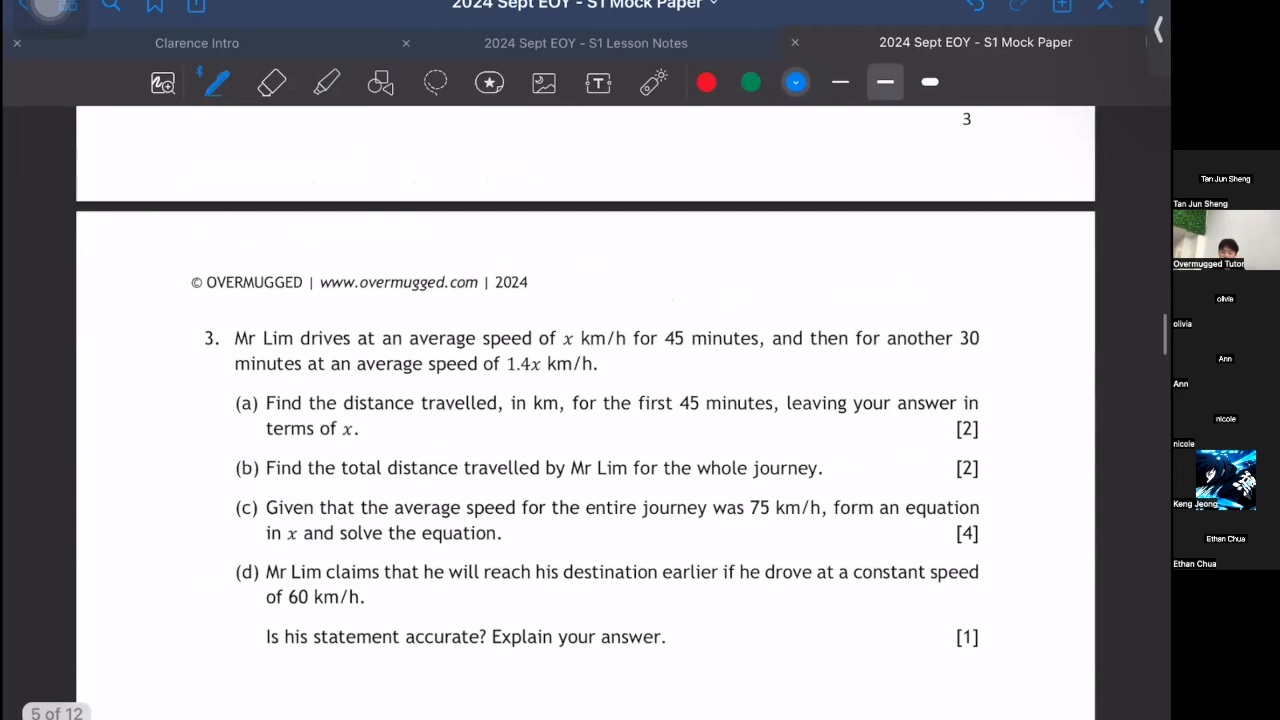 2024 Sept EOY - S1 Mock Paper
Clarence Intro
2024 Sept EOY - S1 Lesson Notes
2024 Sept EOY - S1 Mock Paper
3
© OVERMUGGED | www.overmugged.com | 2024
3. Mr Lim drives at an average speed of x km/h for 45 minutes, and then for another 30
minutes at an average speed of 1.4x km/h.
(a) Find the distance travelled, in km, for the first 45 minutes, leaving your answer in
terms of x. [2]
(b) Find the total distance travelled by Mr Lim for the whole journey. [2]
(c) Given that the average speed for the entire journey was 75 km/h, form an equation
in x and solve the equation. [4]
(d) Mr Lim claims that he will reach his destination earlier if he drove at a constant speed
of 60 km/h.
Is his statement accurate? Explain your answer. [1]
5 of 12
Tan Jun Sheng
Tan Jun Sheng
Overmugged Tutor
olivia
olivia
Ann
Ann
nicole
nicole
Keng Jeong
Ethan Chua
Ethan Chua